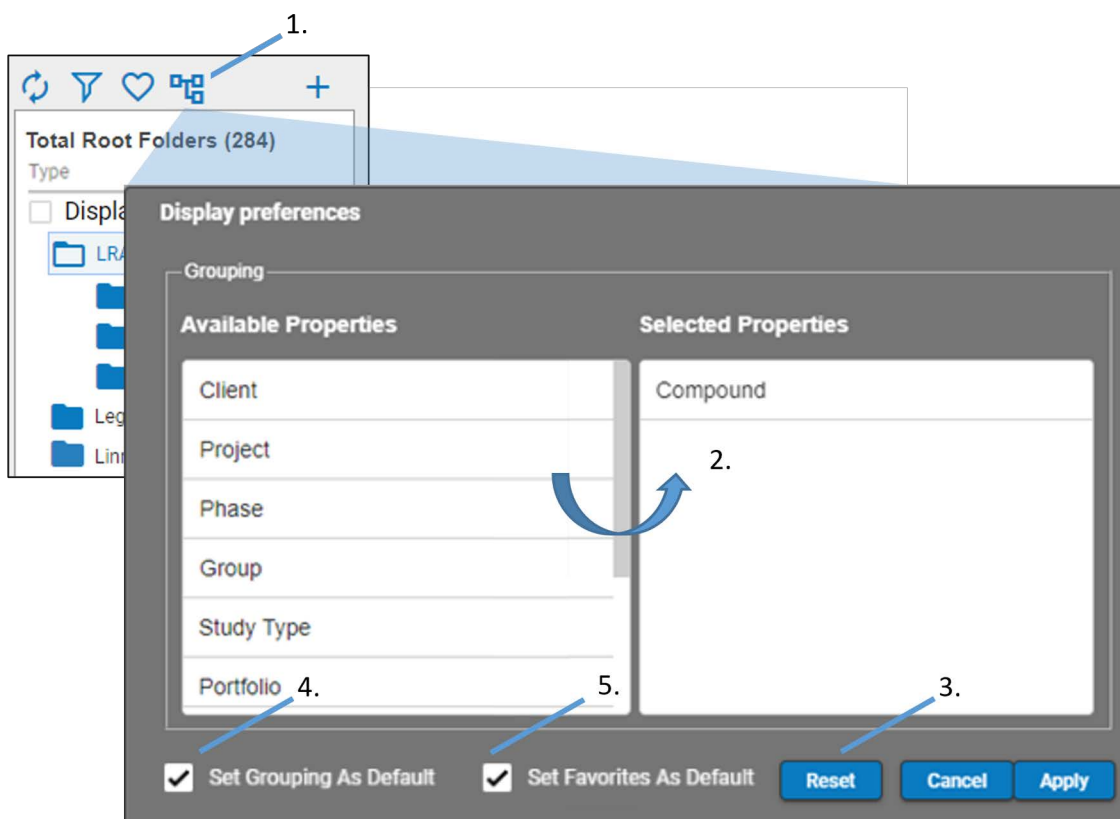 1.
Total Root Folders (284)
Type
Displa
LRA
Leg
Linn
Display preferences
Grouping
Available Properties
Selected Properties
Client
Project
Phase
Group
Study Type
Portfolio
Compound
2.
4.
5.
3.
Set Grouping As Default
Set Favorites As Default
Reset
Cancel
Apply